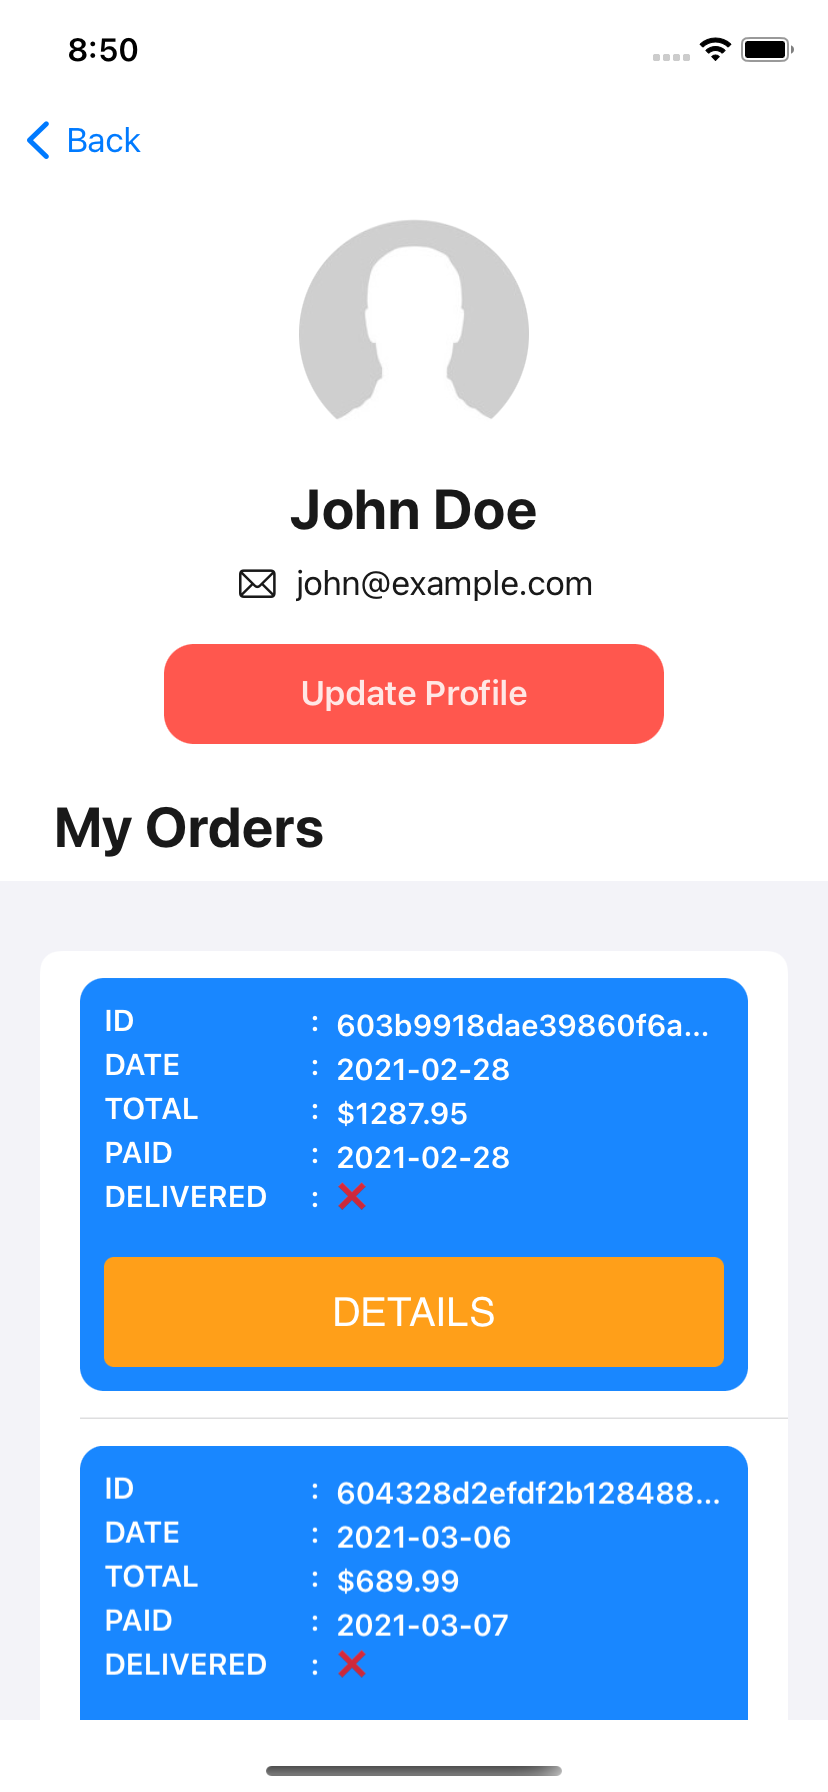 8:50
Back
John Doe
john@example.com
Update Profile
My Orders
ID : 603b9918dae39860f6a...
DATE : 2021-02-28
TOTAL : $1287.95
PAID : 2021-02-28
DELIVERED : ❌
DETAILS
ID : 604328d2efdf2b128488...
DATE : 2021-03-06
TOTAL : $689.99
PAID : 2021-03-07
DELIVERED : ❌